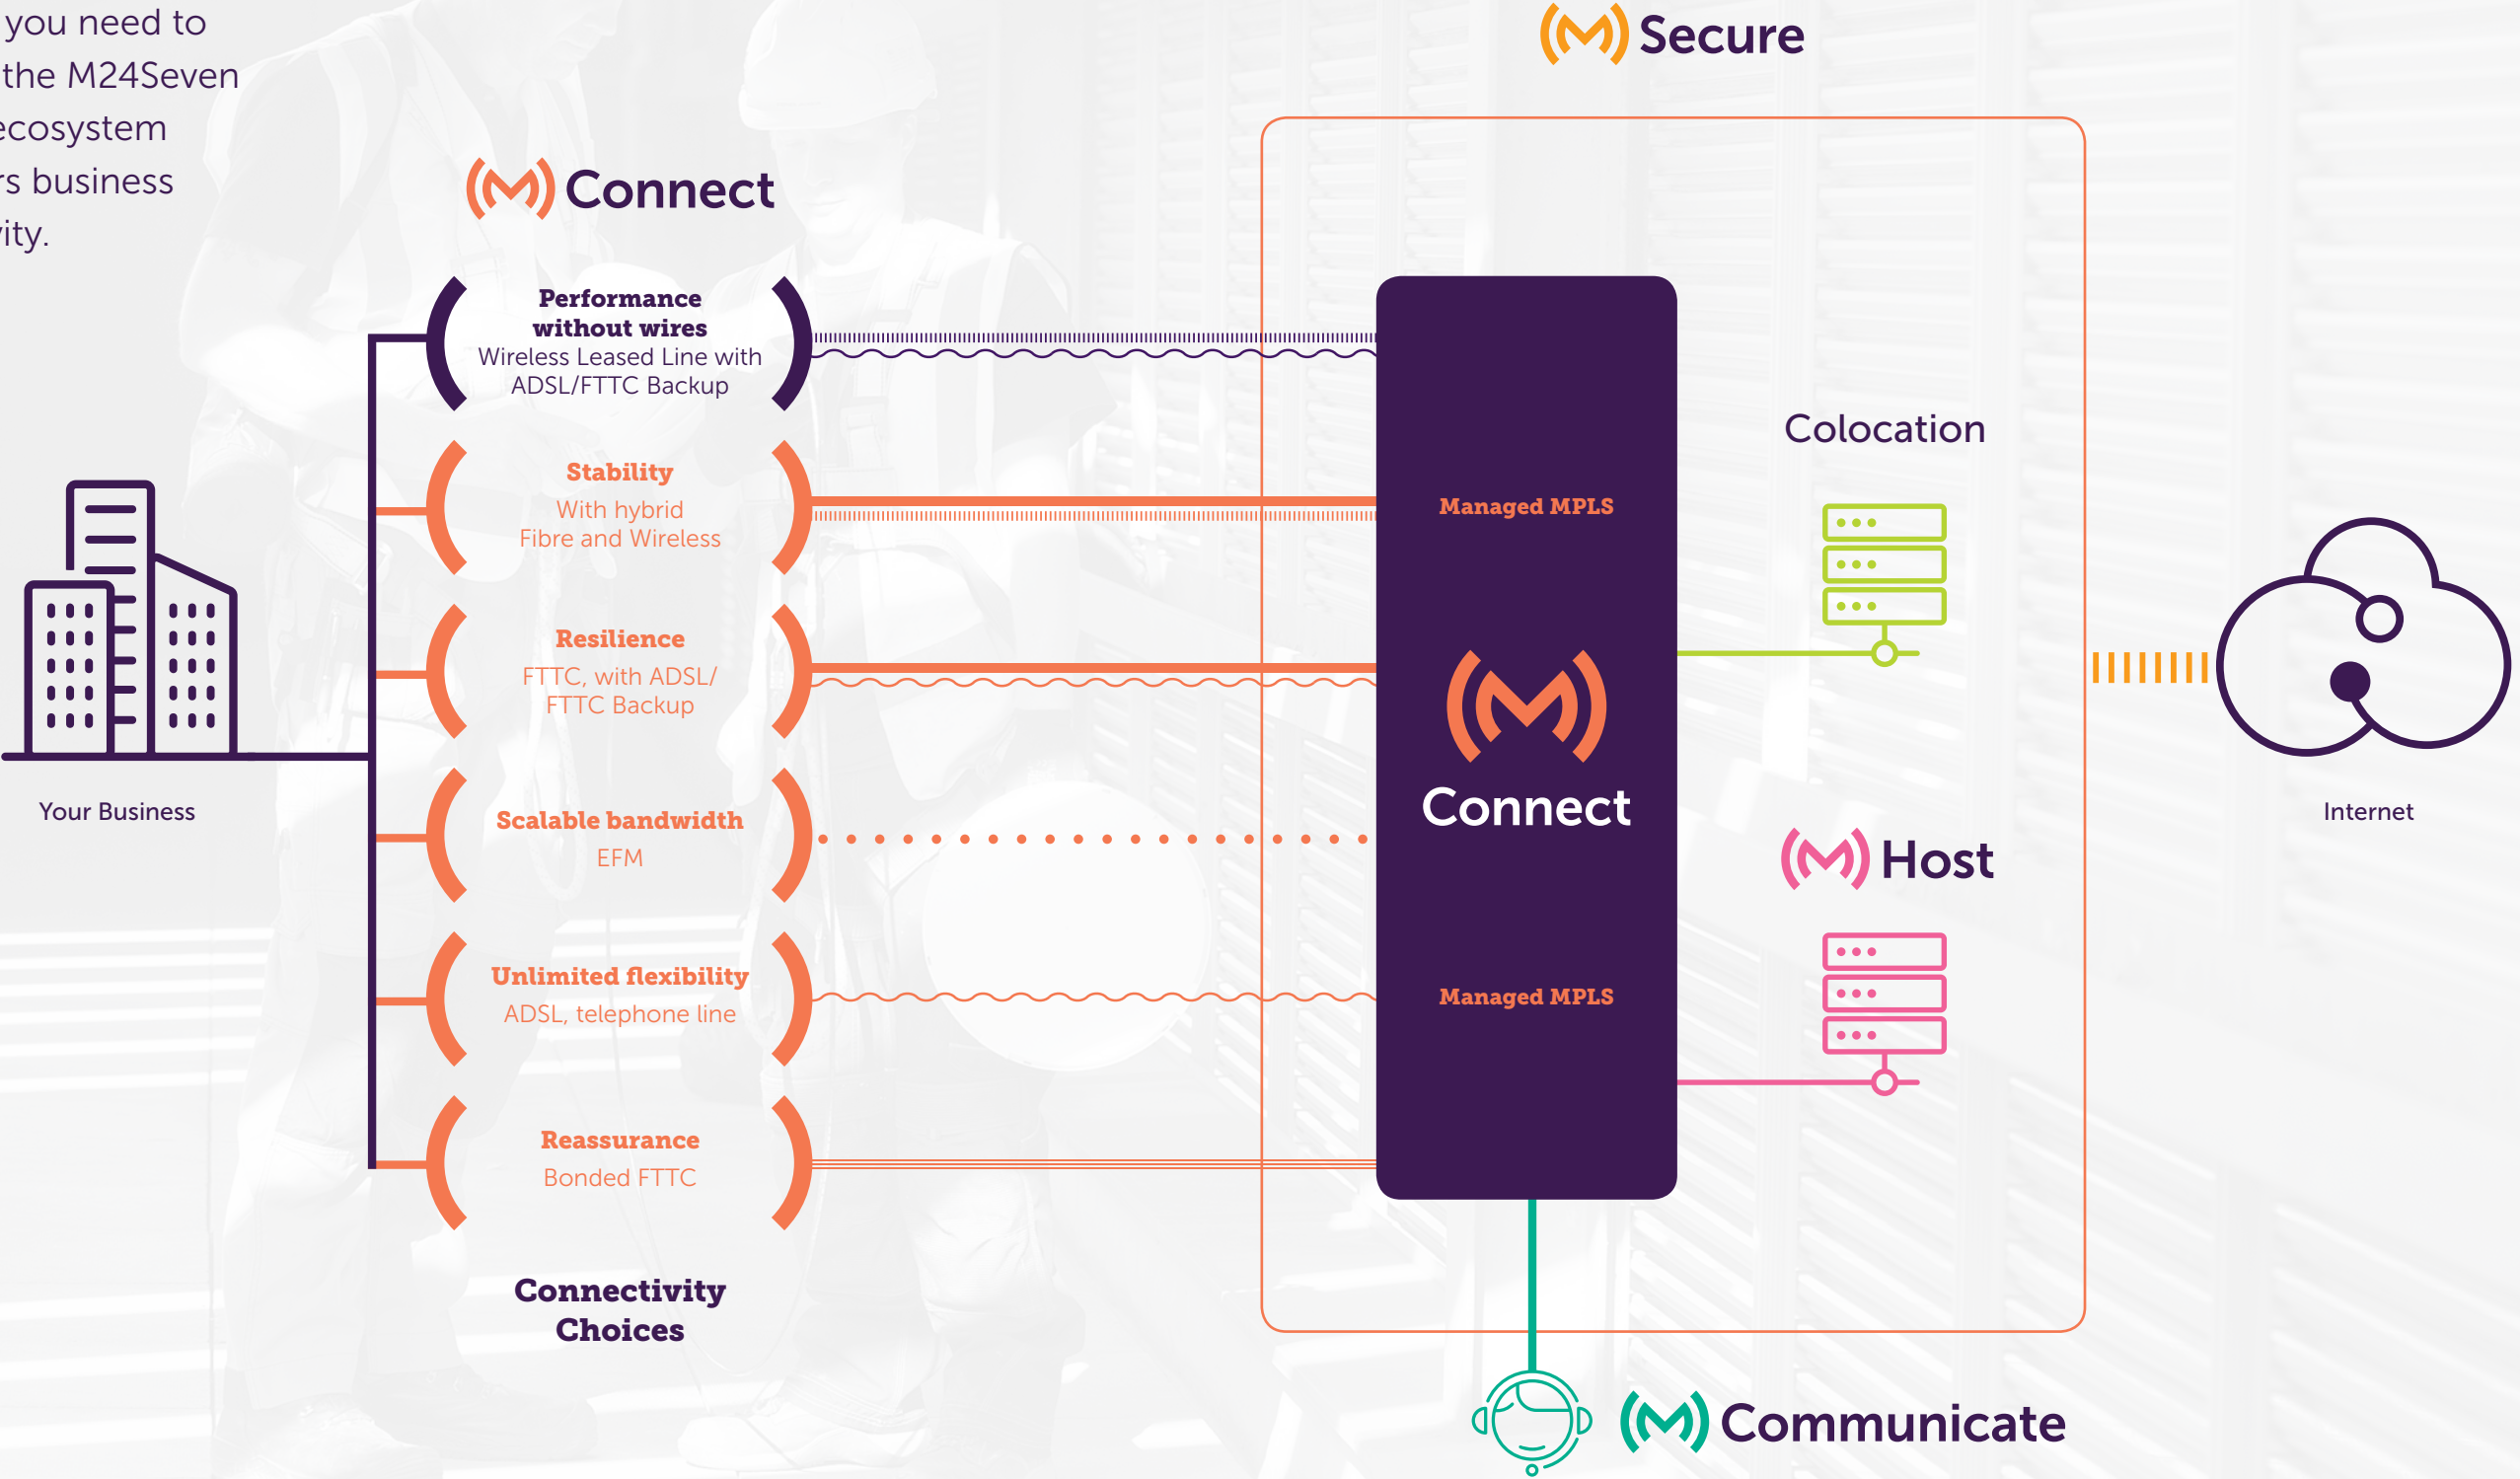 you need to
the M24Seven
ecosystem
business
Connect
Secure
Performance
without wires
Wireless Leased Line with
ADSL/FTTC Backup
Stability
With hybrid
Fibre and Wireless
Resilience
FTTC, with ADSL/
FTTC Backup
Scalable bandwidth
EFM
Unlimited flexibility
ADSL, telephone line
Reassurance
Bonded FTTC
Connectivity
Choices
Your Business
Managed MPLS
Connect
Managed MPLS
Colocation
Host
Internet
Communicate